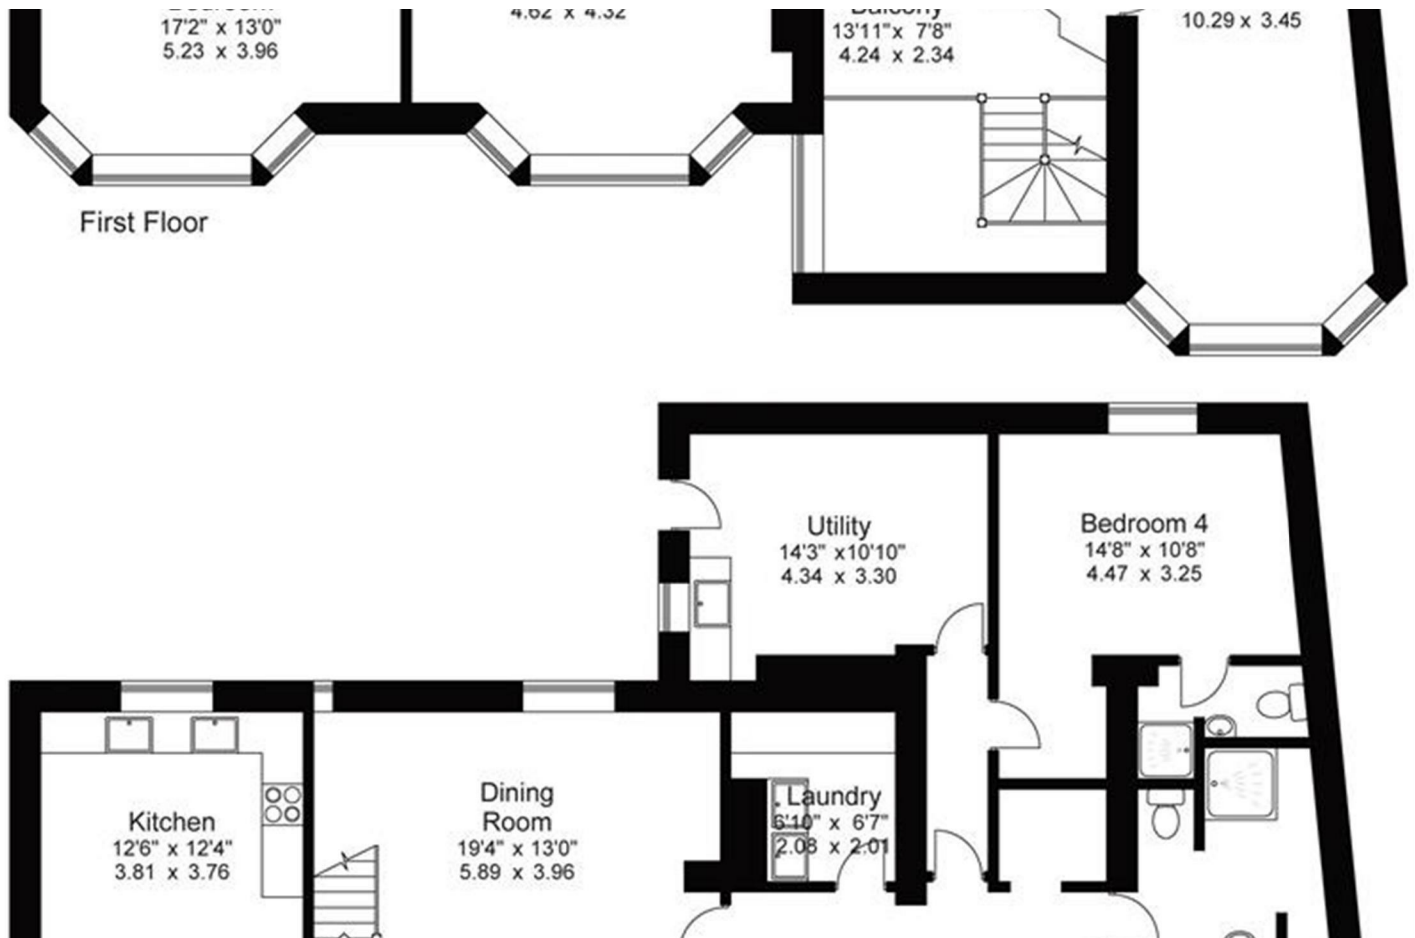 Bedroom
17'2" x 13'0"
5.23 x 3.96
4.62 x 4.32
Balcony
13'11"x 7'8"
4.24 x 2.34
10.29 x 3.45
First Floor
Utility
14'3" x10'10"
4.34 x 3.30
Bedroom 4
14'8" x 10'8"
4.47 x 3.25
Kitchen
12'6" x 12'4"
3.81 x 3.76
Dining
Room
19'4" x 13'0"
5.89 x 3.96
Laundry
6'10" x 6'7"
2.08 x 2.01